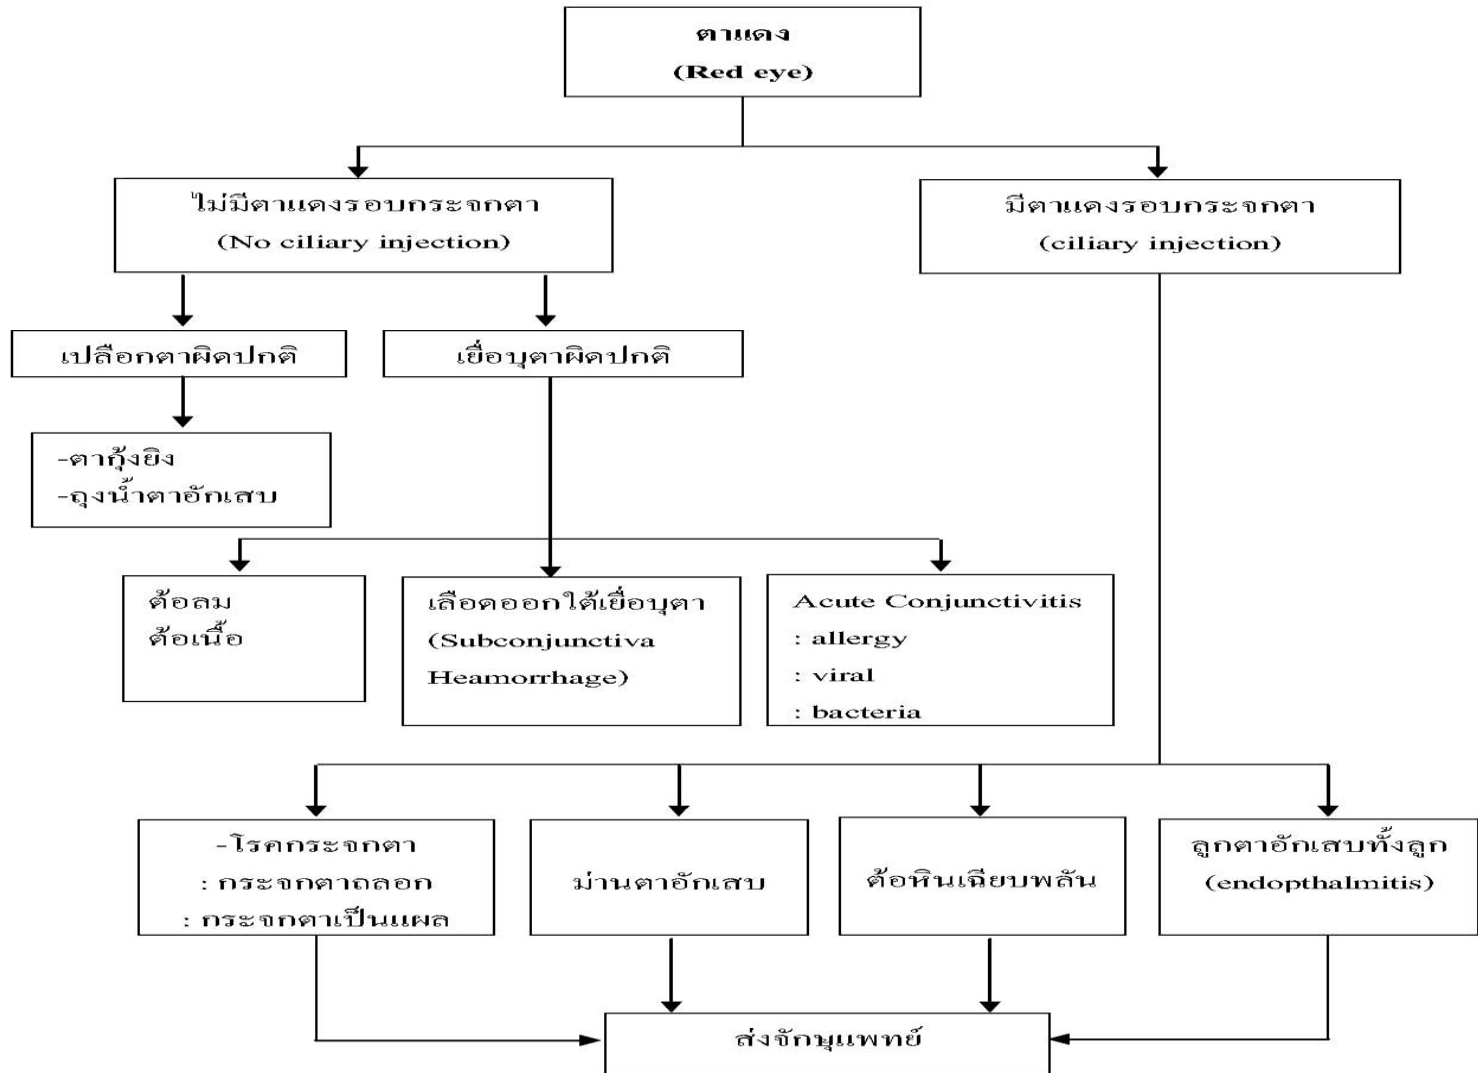 ตาแดง
(Red eye)
ไม่มีตาแดงรอบกระจกตา
(No ciliary injection)
มีตาแดงรอบกระจกตา
(ciliary injection)
เปลือกตาผิดปกติ
เยื่อบุตาผิดปกติ
-ตากุ้งยิง
-ถุงน้ำตาอักเสบ
ต้อลม
ต้อเนื้อ
เลือดออกใต้เยื่อบุตา
(Subconjunctiva
Heamorrhage)
Acute Conjunctivitis
: allergy
: viral
: bacteria
-โรคกระจกตา
: กระจกตาถลอก
: กระจกตาเป็นแผล
ม่านตาอักเสบ
ต้อหินเฉียบพลัน
ลูกตาอักเสบทั้งลูก
(endopthalmitis)
ส่งจักษุแพทย์